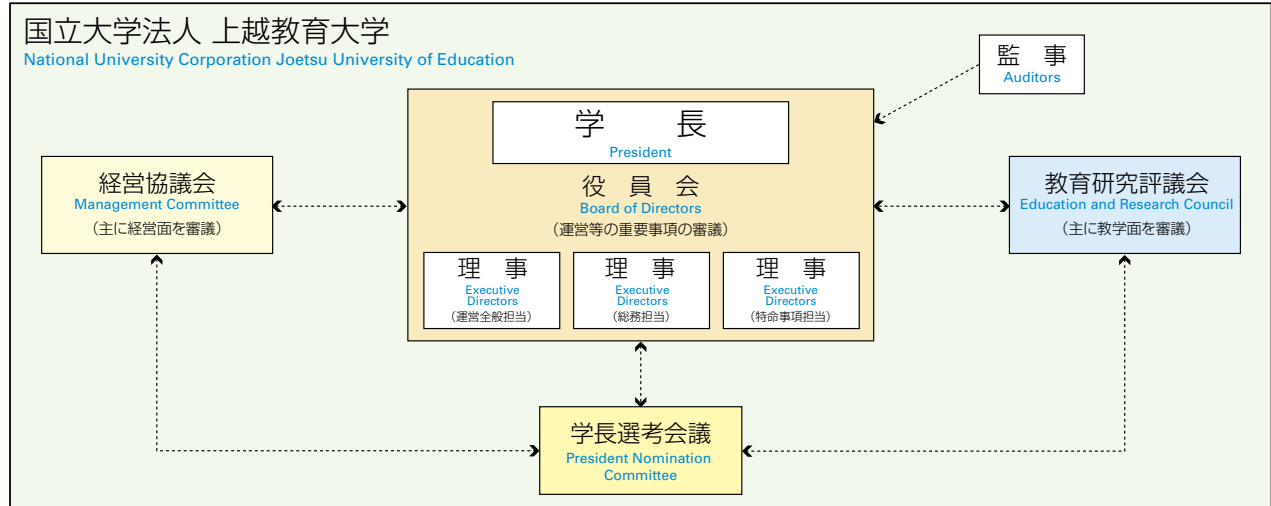 国立大学法人 上越教育大学
National University Corporation Joetsu University of Education
監 事
Auditors
学 長
President
役 員 会
Board of Directors
（運営等の重要事項の審議）
経営協議会
Management Committee
（主に経営面を審議）
教育研究評議会
Education and Research Council
（主に教学面を審議）
理 事
Executive
Directors
（運営全般担当）
理 事
Executive
Directors
（総務担当）
理 事
Executive
Directors
（特命事項担当）
学長選考会議
President Nomination
Committee